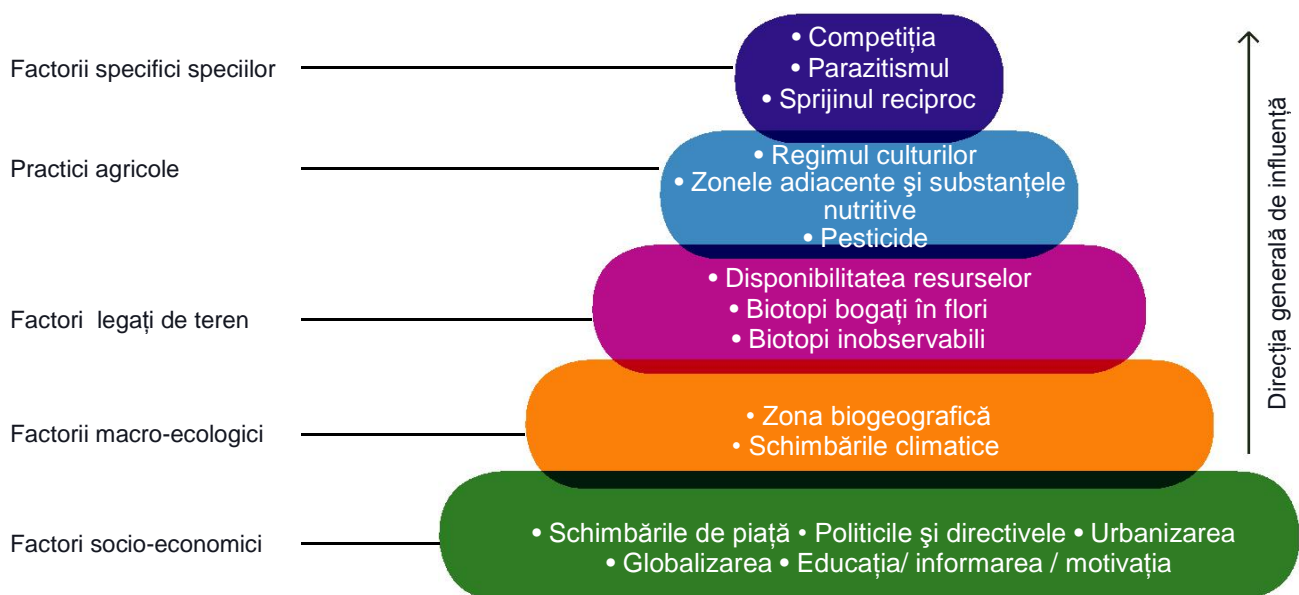 Factorii specifici speciilor
• Competiția
• Parazitismul
• Sprijinul reciproc
Practici agricole
• Regimul culturilor
• Zonele adiacente şi substanțele
nutritive
• Pesticide
Factori legați de teren
• Disponibilitatea resurselor
• Biotopi bogați în flori
• Biotopi inobservabili
Factorii macro-ecologici
• Zona biogeografică
• Schimbările climatice
Factori socio-economici
• Schimbările de piață • Politicile şi directivele • Urbanizarea
• Globalizarea • Educația/ informarea / motivația
Direcția generală de influență